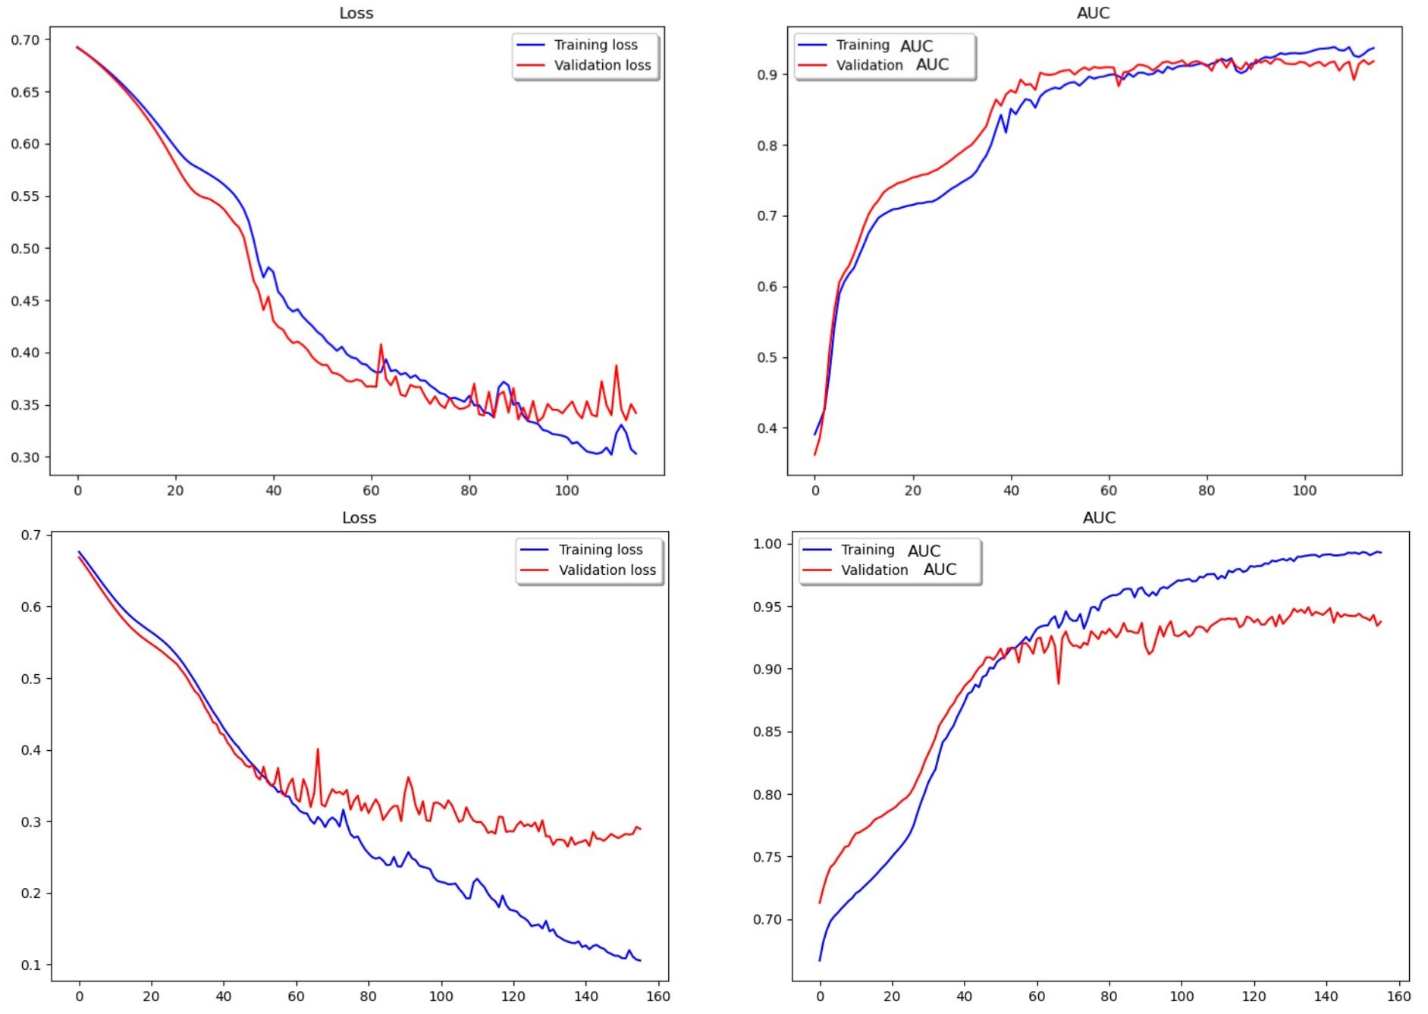 Loss
Training loss
Validation loss
0.70
0.65
0.60
0.55
0.50
0.45
0.40
0.35
0.30
0 20 40 60 80 100
AUC
Training AUC
Validation AUC
0.9
0.8
0.7
0.6
0.5
0.4
0 20 40 60 80 100
Loss
Training loss
Validation loss
0.7
0.6
0.5
0.4
0.3
0.2
0.1
0 20 40 60 80 100 120 140 160
AUC
Training AUC
Validation AUC
1.00
0.95
0.90
0.85
0.80
0.75
0.70
0 20 40 60 80 100 120 140 160